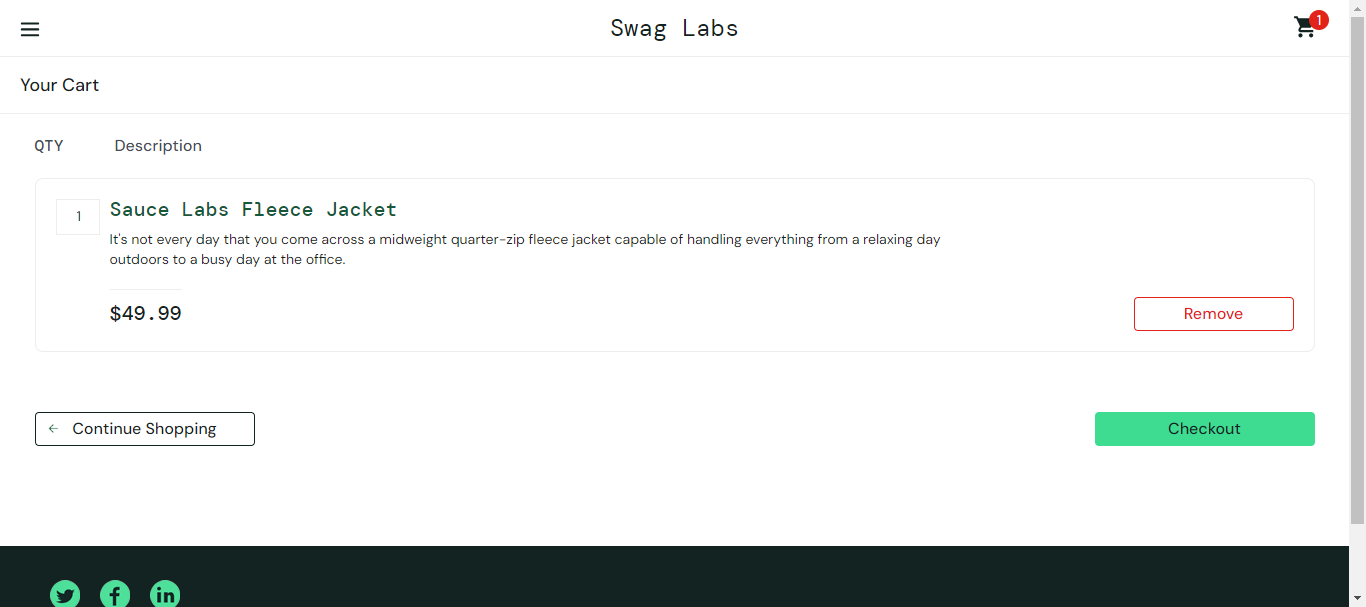 Swag Labs
1
Your Cart
QTY Description
1
Sauce Labs Fleece Jacket
It's not every day that you come across a midweight quarter-zip fleece jacket capable of handling everything from a relaxing day
outdoors to a busy day at the office.
$49.99
Remove
Continue Shopping
Checkout